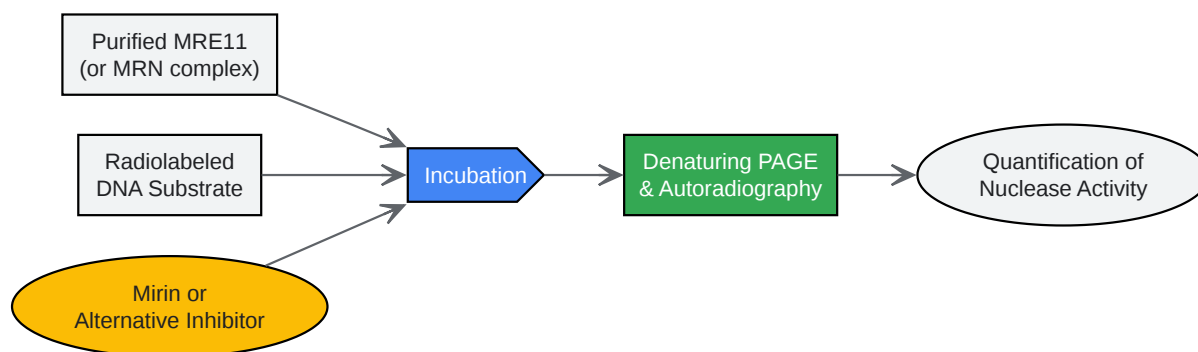 Purified MRE11
(or MRN complex)
Radiolabeled
DNA Substrate
Mirin or
Alternative Inhibitor
Incubation
Denaturing PAGE
& Autoradiography
Quantification of
Nuclease Activity